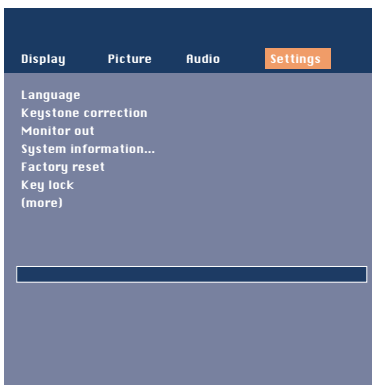 Display Picture Audio Settings
Language
Keystone correction
Monitor out
System information...
Factory reset
Key lock
(more)